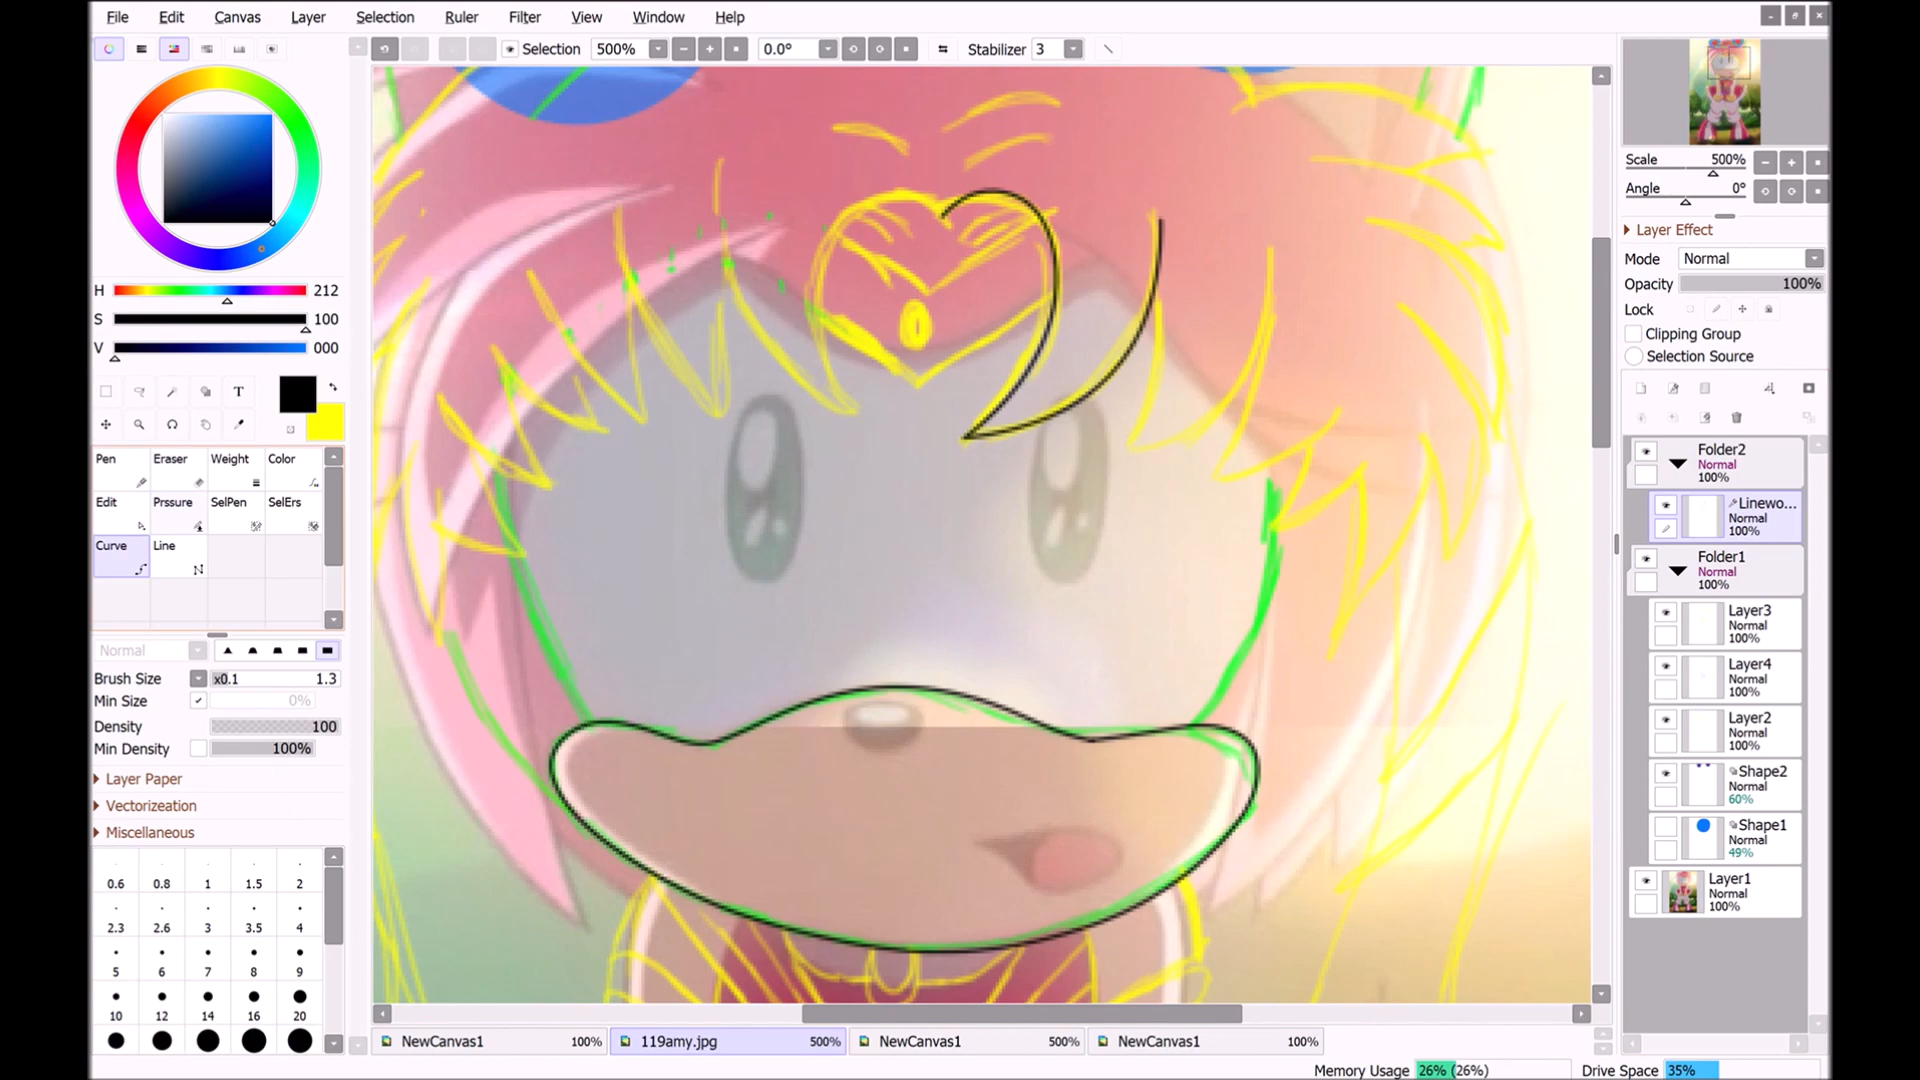 File Edit Canvas Layer Selection Ruler Filter View Window Help
Selection 500% 0.0° Stabilizer 3
H 212
S 100
V 000
T
Pen Eraser Weight Color
Edit Prssure SelPen SelErs
Curve Line
Normal
Brush Size x0.1 1.3
Min Size 0%
Density 100
Min Density 100%
Layer Paper
Vectorizeation
Miscellaneous
0.6 0.8 1 1.5 2
2.3 2.6 3 3.5 4
5 6 7 8 9
10 12 14 16 20
Scale 500%
Angle 0°
Layer Effect
Mode Normal
Opacity 100%
Lock
Clipping Group
Selection Source
Folder2
Normal
100%
Linewo...
Normal
100%
Folder1
Normal
100%
Layer3
Normal
100%
Layer4
Normal
100%
Layer2
Normal
100%
Shape2
Normal
60%
Shape1
Normal
49%
Layer1
Normal
100%
NewCanvas1 100% 119amy.jpg 500% NewCanvas1 500% NewCanvas1 100%
Memory Usage 26% (26%) Drive Space 35%